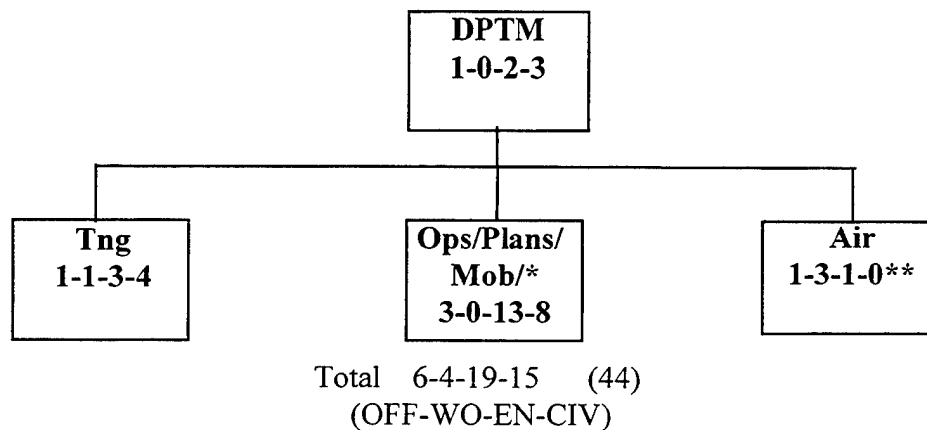 DPTM
1-0-2-3
Tng
1-1-3-4
Ops/Plans/
Mob/*
3-0-13-8
Air
1-3-1-0**
Total 6-4-19-15 (44)
(OFF-WO-EN-CIV)